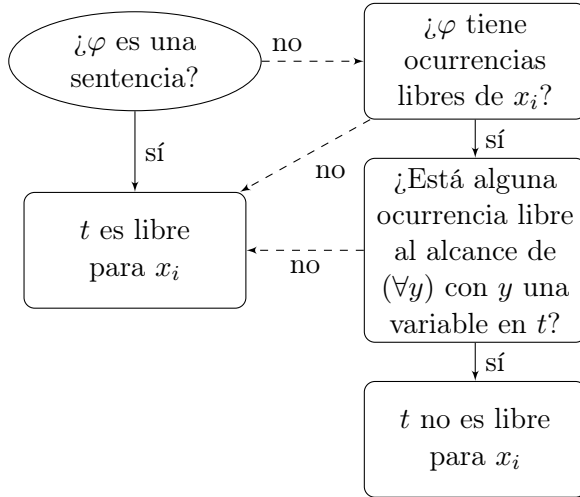 ¿φ es una
sentencia?
no
¿φ tiene
ocurrencias
libres de xᵢ?
sí
no
sí
t es libre
para xᵢ
no
¿Está alguna
ocurrencia libre
al alcance de
(∀y) con y una
variable en t?
sí
t no es libre
para xᵢ